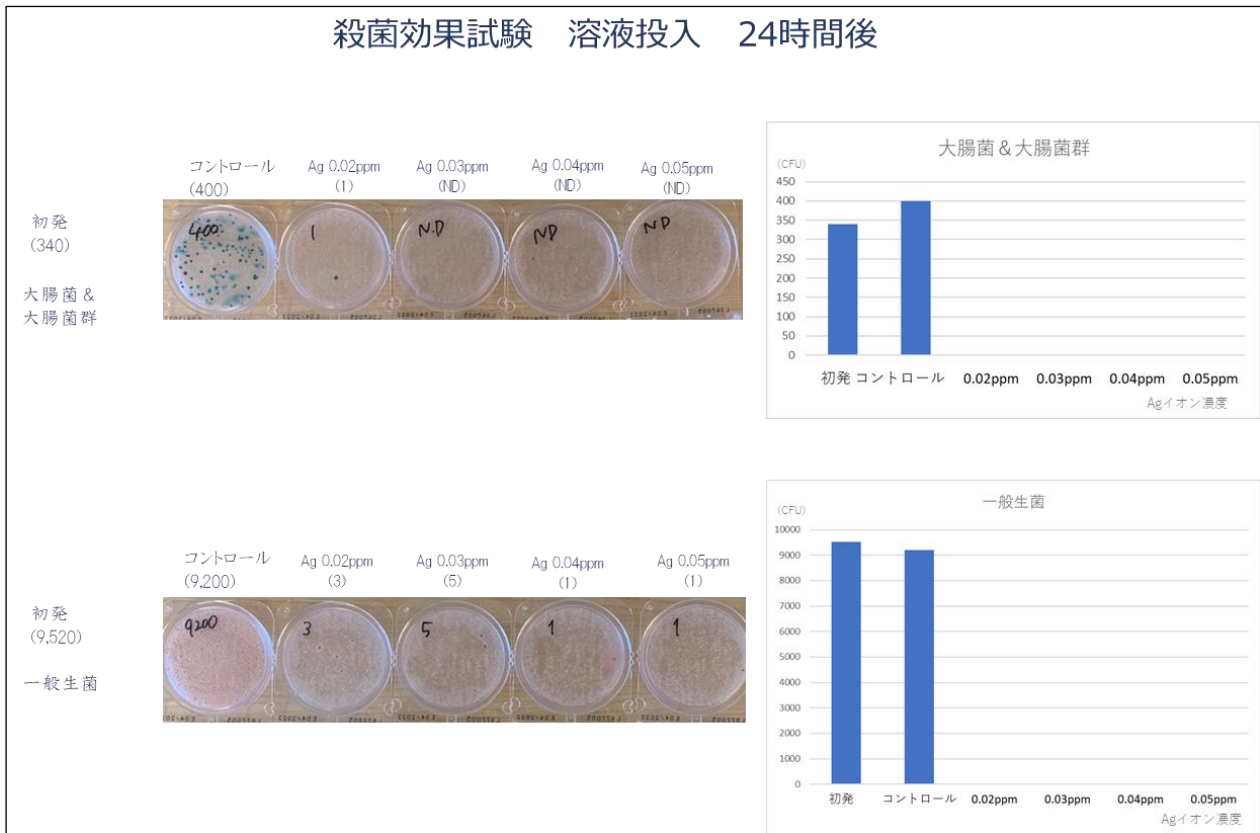 殺菌効果試験　溶液投入　24時間後
コントロール
(400)
Ag 0.02ppm
(1)
Ag 0.03ppm
(ND)
Ag 0.04ppm
(ND)
Ag 0.05ppm
(ND)
初発
(340)
大腸菌 &
大腸菌群
400
1
N.D
ND
ND
大腸菌＆大腸菌群
(CFU)
450
400
350
300
250
200
150
100
50
0
初発 コントロール 0.02ppm 0.03ppm 0.04ppm 0.05ppm
Agイオン濃度
コントロール
(9,200)
Ag 0.02ppm
(3)
Ag 0.03ppm
(5)
Ag 0.04ppm
(1)
Ag 0.05ppm
(1)
初発
(9,520)
一般生菌
9200
3
5
1
1
一般生菌
(CFU)
10000
9000
8000
7000
6000
5000
4000
3000
2000
1000
0
初発 コントロール 0.02ppm 0.03ppm 0.04ppm 0.05ppm
Agイオン濃度